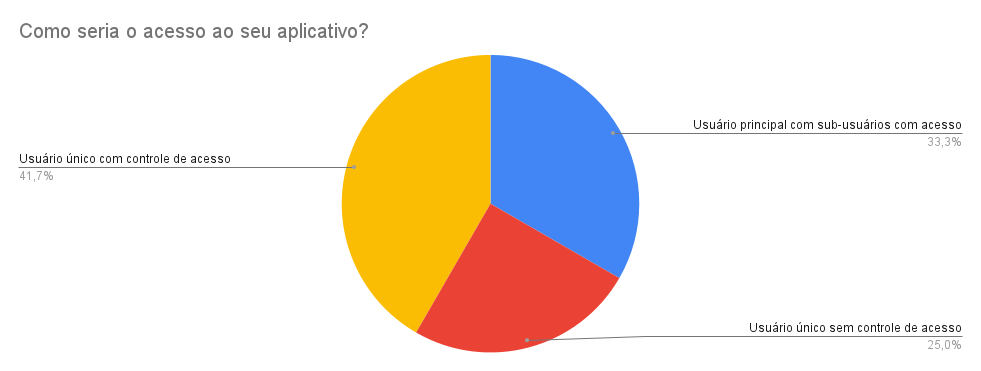 Como seria o acesso ao seu aplicativo?
Usuário principal com sub-usuários com acesso
33,3%
Usuário único com controle de acesso
41,7%
Usuário único sem controle de acesso
25,0%